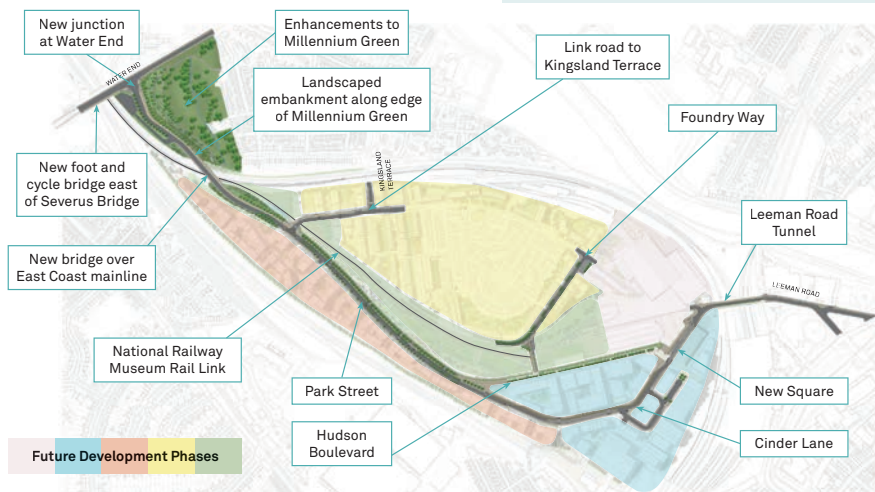 New junction
at Water End
Enhancements to
Millennium Green
Link road to
Kingsland Terrace
WATER END
Landscaped
embankment along edge
of Millennium Green
Foundry Way
New foot and
cycle bridge east
of Severus Bridge
KINGSLAND
TERRACE
Leeman Road
Tunnel
New bridge over
East Coast mainline
LEEMAN ROAD
National Railway
Museum Rail Link
Park Street
New Square
Hudson
Boulevard
Cinder Lane
Future Development Phases